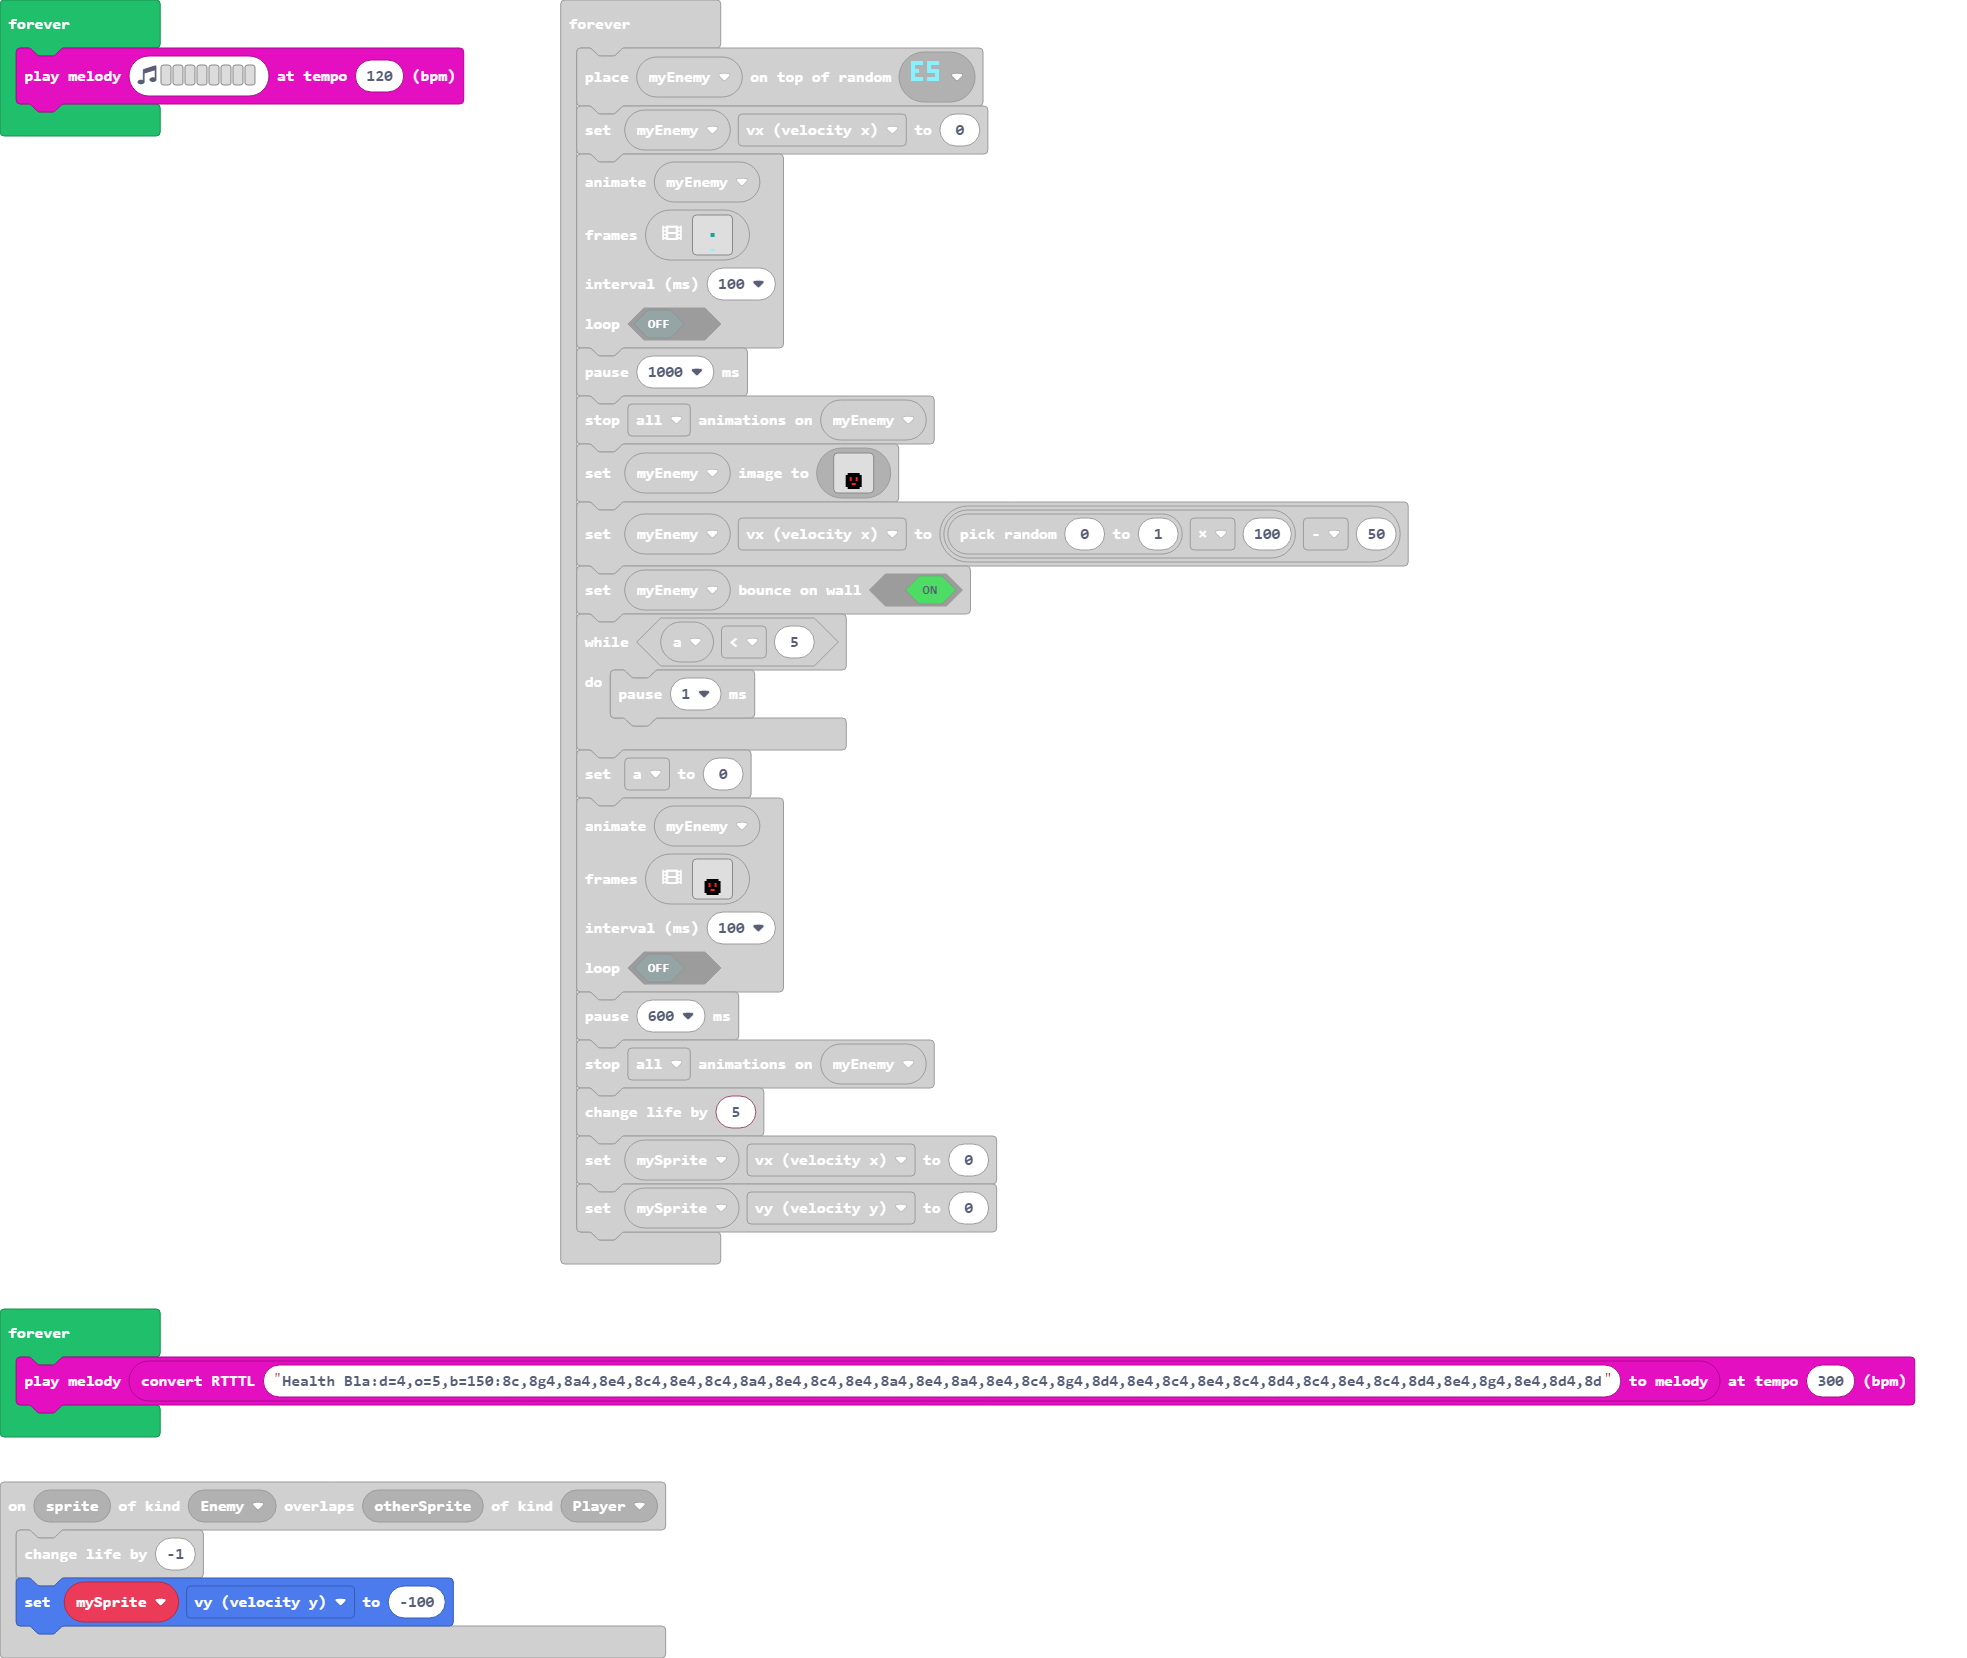 forever
play melody at tempo 120 (bpm)
forever
place myEnemy on top of random ES
set myEnemy vx (velocity x) to 0
animate myEnemy
frames
interval (ms) 100
loop OFF
pause 1000 ms
stop all animations on myEnemy
set myEnemy image to
set myEnemy vx (velocity x) to pick random 0 to 1 × 100 - 50
set myEnemy bounce on wall ON
while a < 5
do
pause 1 ms
set a to 0
animate myEnemy
frames
interval (ms) 100
loop OFF
pause 600 ms
stop all animations on myEnemy
change life by 5
set mySprite vx (velocity x) to 0
set mySprite vy (velocity y) to 0
forever
play melody convert RTTTL "Health Bla:d=4,o=5,b=150:8c,8g4,8a4,8e4,8c4,8e4,8c4,8a4,8e4,8c4,8e4,8a4,8e4,8a4,8e4,8c4,8g4,8d4,8e4,8c4,8e4,8c4,8d4,8c4,8e4,8c4,8d4,8e4,8g4,8e4,8d4,8d" to melody at tempo 300 (bpm)
on sprite of kind Enemy overlaps otherSprite of kind Player
change life by -1
set mySprite vy (velocity y) to -100